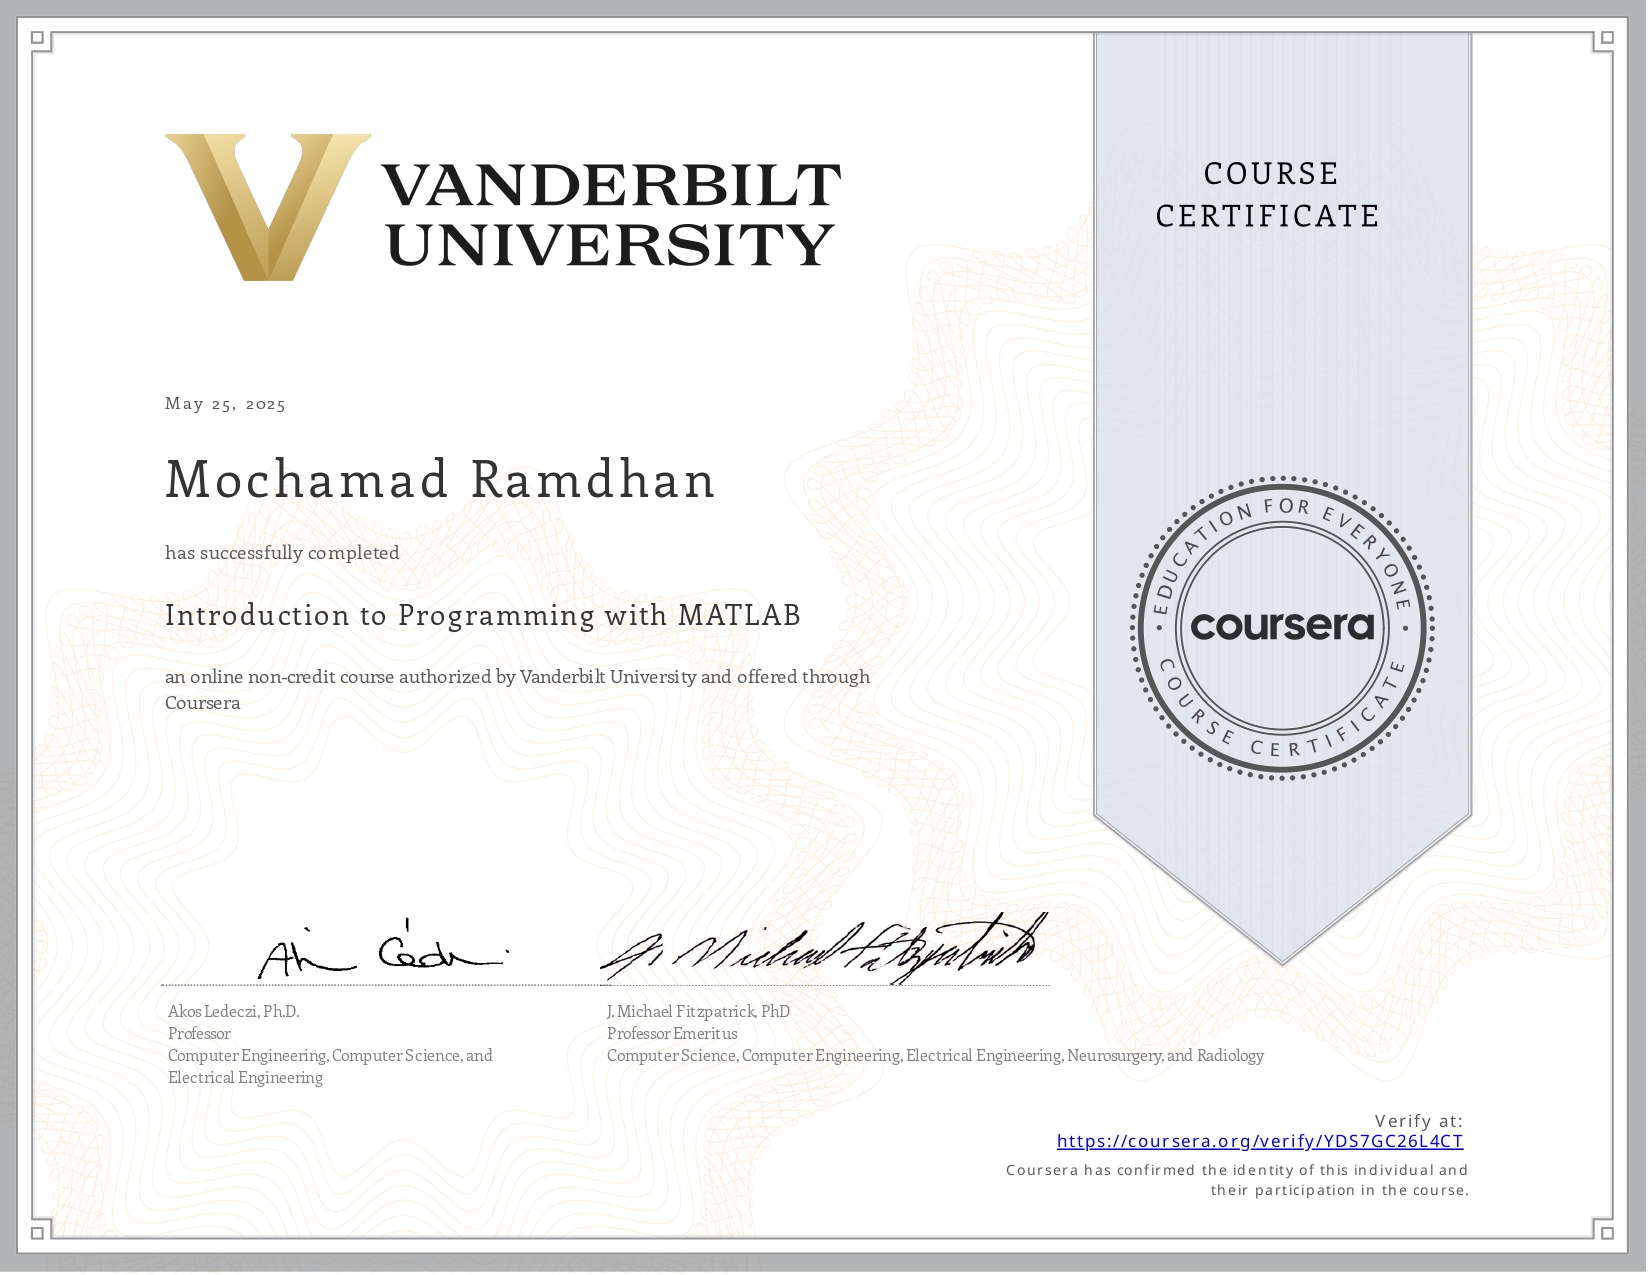 VANDERBILT
UNIVERSITY
COURSE
CERTIFICATE
May 25, 2025
Mochamad Ramdhan
has successfully completed
Introduction to Programming with MATLAB
an online non-credit course authorized by Vanderbilt University and offered through
Coursera
EDUCATION FOR EVERYONE
coursera
COURSE CERTIFICATE
J. Michael Fitzpatrick
Akos Ledeczi, Ph.D.
Professor
Computer Engineering, Computer Science, and
Electrical Engineering
J. Michael Fitzpatrick, PhD
Professor Emeritus
Computer Science, Computer Engineering, Electrical Engineering, Neurosurgery, and Radiology
Verify at:
https://coursera.org/verify/YDS7GC26L4CT
Coursera has confirmed the identity of this individual and
their participation in the course.